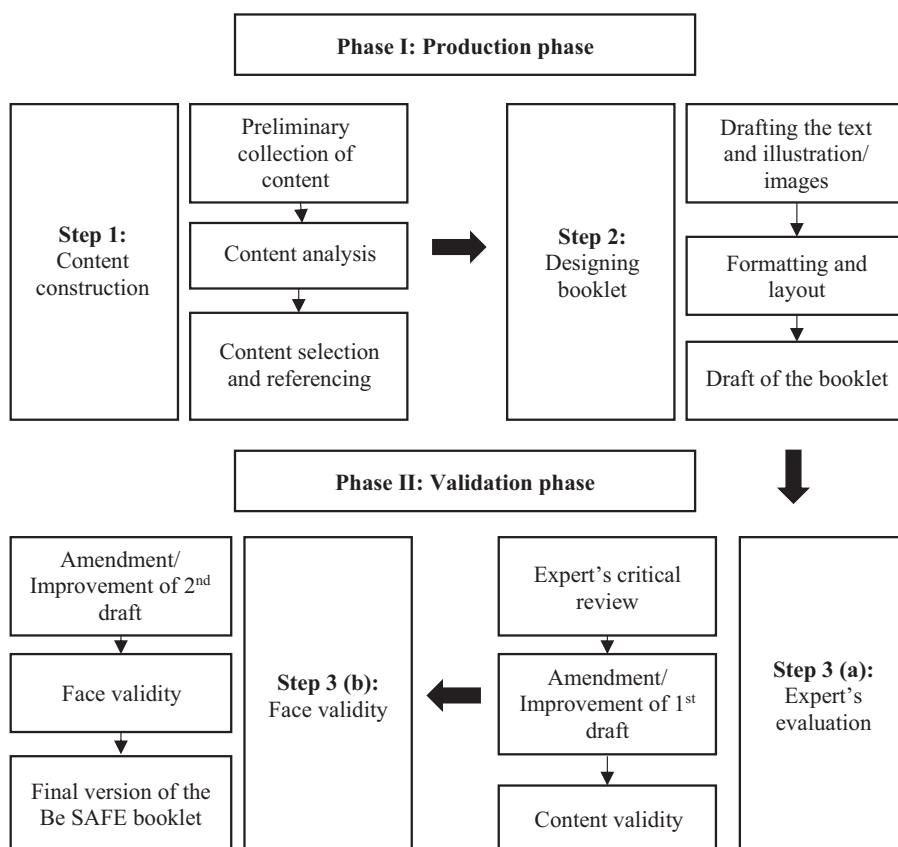 Phase I: Production phase
Step 1:
Content
construction
Preliminary
collection of
content
Content analysis
Content selection
and referencing
Step 2:
Designing
booklet
Drafting the text
and illustration/
images
Formatting and
layout
Draft of the booklet
Phase II: Validation phase
Step 3 (a):
Expert’s
evaluation
Expert’s critical
review
Amendment/
Improvement of 1st
draft
Content validity
Step 3 (b):
Face validity
Amendment/
Improvement of 2nd
draft
Face validity
Final version of the
Be SAFE booklet